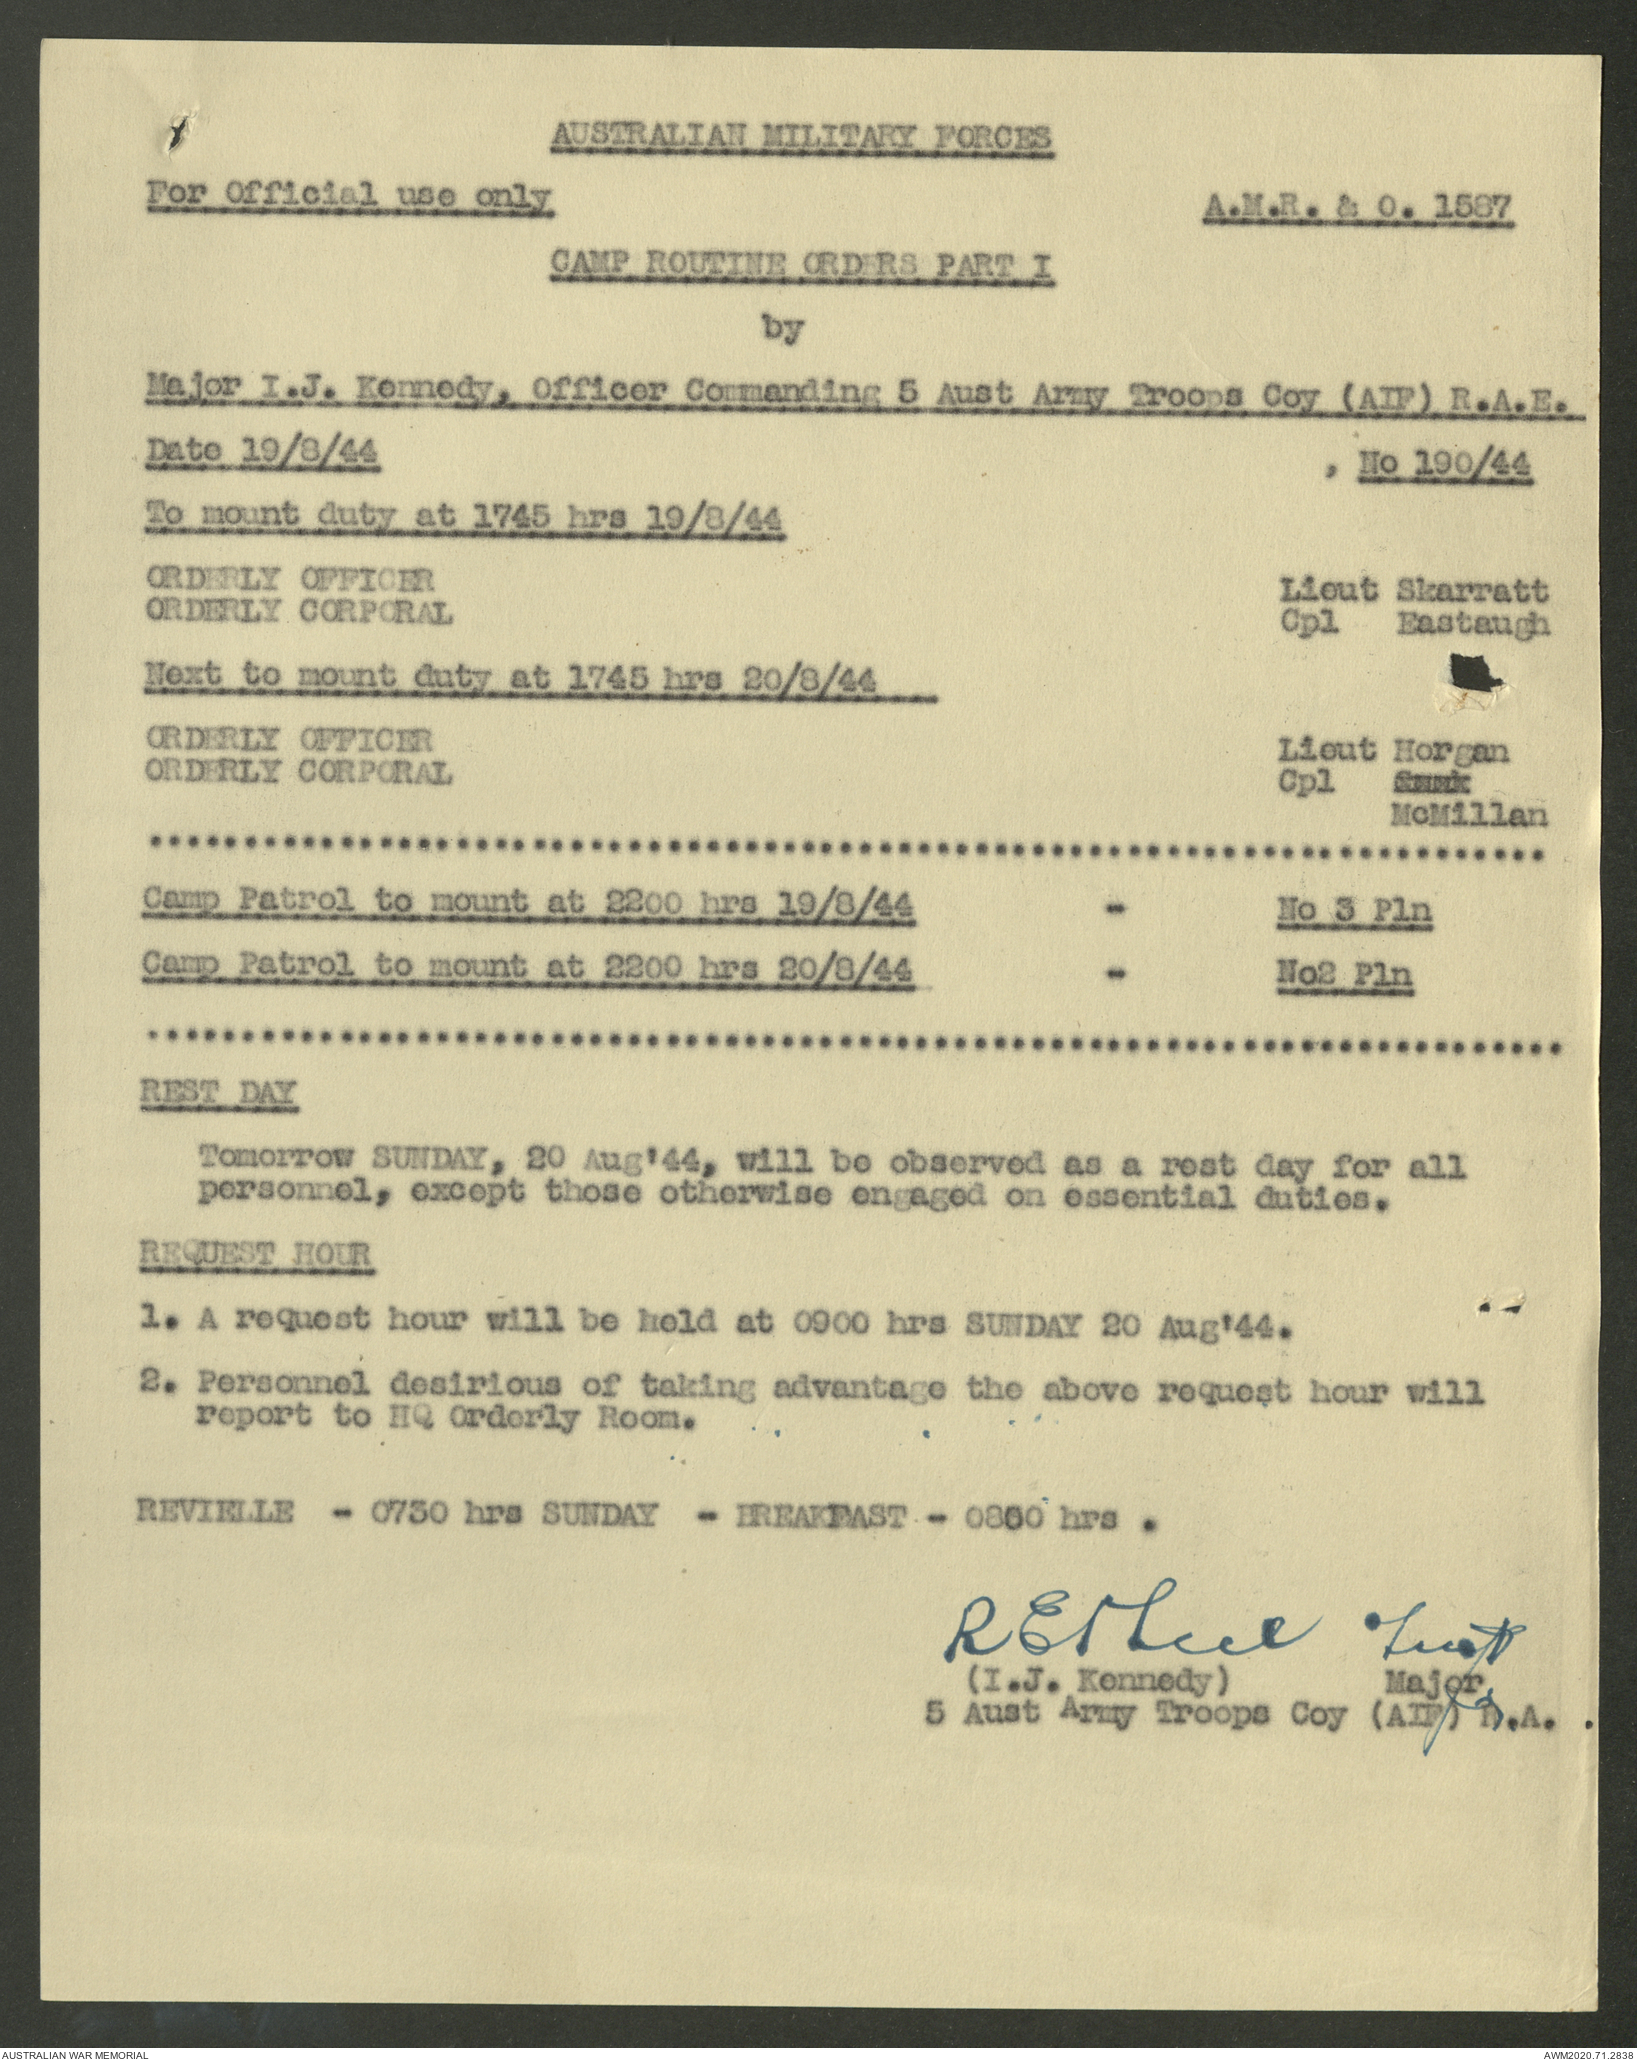 AUSTRALIAN MILITARY FORCES
For Official use only A.M.R. & O. 1587
CAMP ROUTINE ORDERS PART I
by
Major I.J. Kennedy, Officer Commanding 5 Aust Army Troops Coy (AIF) R.A.E.
Date 19/8/44 , No 190/44
To mount duty at 1745 hrs 19/8/44
ORDERLY OFFICER Lieut Skarratt
ORDERLY CORPORAL Cpl Eastaugh
Next to mount duty at 1745 hrs 20/8/44
ORDERLY OFFICER Lieut Horgan
ORDERLY CORPORAL Cpl
McMillan
Camp Patrol to mount at 2200 hrs 19/8/44 - No 3 Pln
Camp Patrol to mount at 2200 hrs 20/8/44 - No2 Pln
REST DAY
Tomorrow SUNDAY, 20 Aug'44, will be observed as a rest day for all
personnel, except those otherwise engaged on essential duties.
REQUEST HOUR
1. A request hour will be held at 0900 hrs SUNDAY 20 Aug'44.
2. Personnel desirious of taking advantage the above request hour will
report to HQ Orderly Room.
REVIELLE - 0730 hrs SUNDAY - BREAKFAST - 0800 hrs .
(I.J. Kennedy) Major
5 Aust Army Troops Coy (AIF) R.A. .
AUSTRALIAN WAR MEMORIAL AWM2020.71.2838